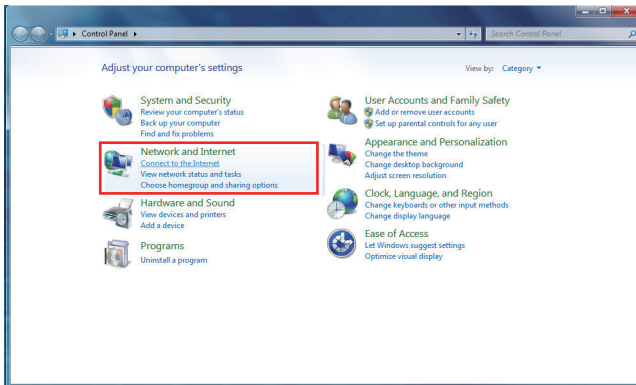 Control Panel
Search Control Panel
Adjust your computer's settings
View by: Category
System and Security
Review your computer's status
Back up your computer
Find and fix problems
Network and Internet
Connect to the Internet
View network status and tasks
Choose homegroup and sharing options
Hardware and Sound
View devices and printers
Add a device
Programs
Uninstall a program
User Accounts and Family Safety
Add or remove user accounts
Set up parental controls for any user
Appearance and Personalization
Change the theme
Change desktop background
Adjust screen resolution
Clock, Language, and Region
Change keyboards or other input methods
Change display language
Ease of Access
Let Windows suggest settings
Optimize visual display